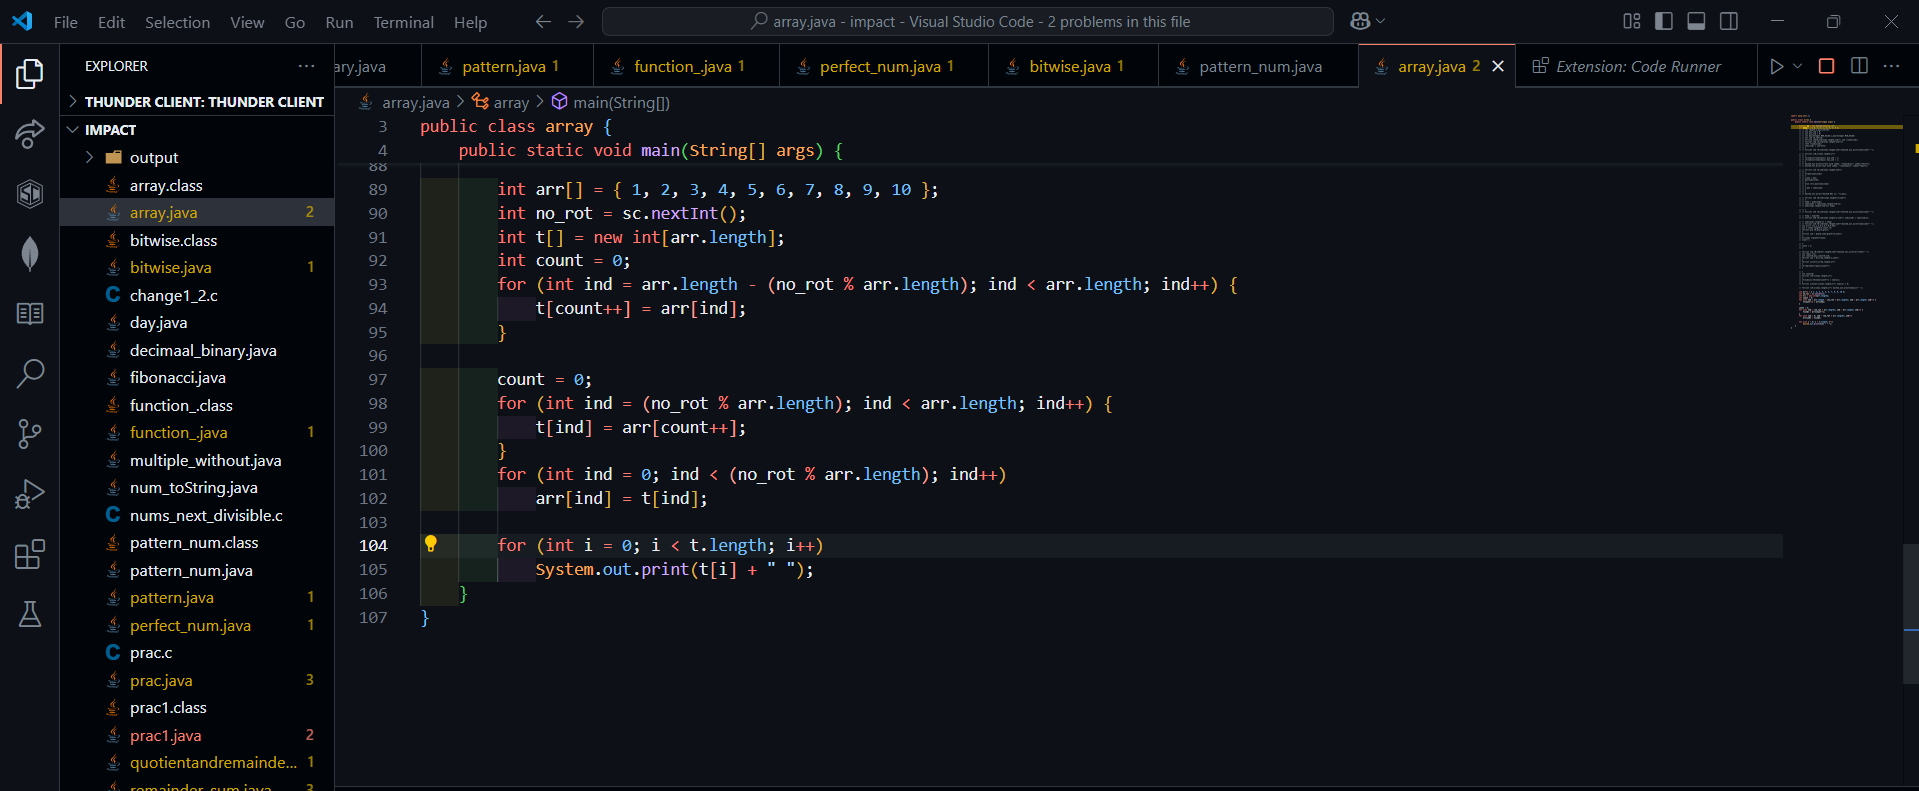 File Edit Selection View Go Run Terminal Help
array.java - impact - Visual Studio Code - 2 problems in this file
EXPLORER
THUNDER CLIENT: THUNDER CLIENT
IMPACT
output
array.class
array.java 2
bitwise.class
bitwise.java 1
change1_2.c
day.java
decimaal_binary.java
fibonacci.java
function_.class
function_.java 1
multiple_without.java
num_toString.java
nums_next_divisible.c
pattern_num.class
pattern_num.java
pattern.java 1
perfect_num.java 1
prac.c
prac.java 3
prac1.class
prac1.java 2
quotientandremainde... 1
remainder_sum.java 3
ary.java
pattern.java 1
function_.java 1
perfect_num.java 1
bitwise.java 1
pattern_num.java
array.java 2
Extension: Code Runner
array.java > array > main(String[])
3 public class array {
4 public static void main(String[] args) {
88
89 int arr[] = { 1, 2, 3, 4, 5, 6, 7, 8, 9, 10 };
90 int no_rot = sc.nextInt();
91 int t[] = new int[arr.length];
92 int count = 0;
93 for (int ind = arr.length - (no_rot % arr.length); ind < arr.length; ind++) {
94 t[count++] = arr[ind];
95 }
96
97 count = 0;
98 for (int ind = (no_rot % arr.length); ind < arr.length; ind++) {
99 t[ind] = arr[count++];
100 }
101 for (int ind = 0; ind < (no_rot % arr.length); ind++)
102 arr[ind] = t[ind];
103
104 for (int i = 0; i < t.length; i++)
105 System.out.print(t[i] + " ");
106 }
107 }